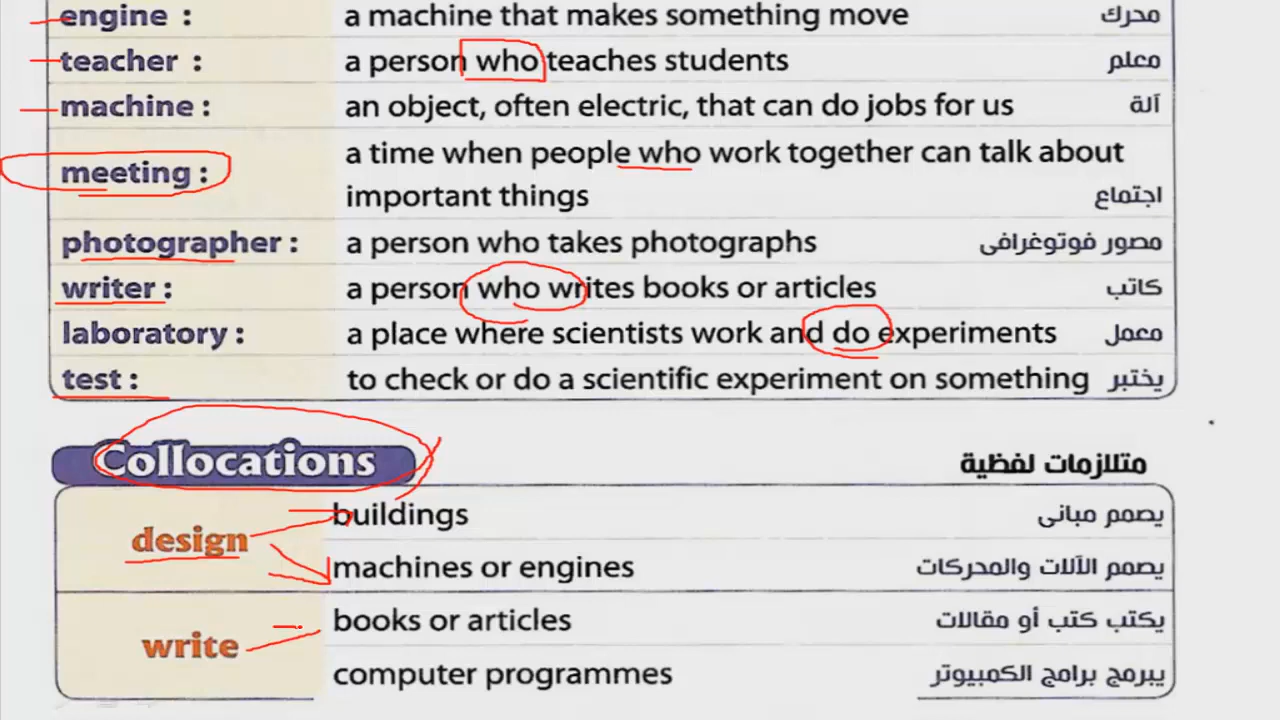 engine : a machine that makes something move محرك
teacher : a person who teaches students معلم
machine : an object, often electric, that can do jobs for us آلة
meeting : a time when people who work together can talk about
important things اجتماع
photographer : a person who takes photographs مصور فوتوغرافى
writer : a person who writes books or articles كاتب
laboratory : a place where scientists work and do experiments معمل
test : to check or do a scientific experiment on something يختبر
Collocations متلازمات لفظية
design buildings يصمم مبانى
machines or engines يصمم الآلات والمحركات
write books or articles يكتب كتب أو مقالات
computer programmes يبرمج برامج الكمبيوتر